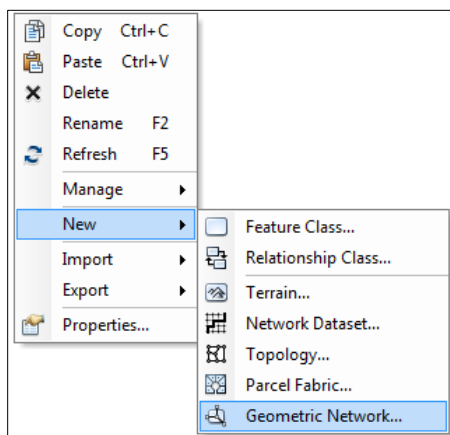 Copy Ctrl+C
Paste Ctrl+V
Delete
Rename F2
Refresh F5
Manage
New
Import
Export
Properties...
Feature Class...
Relationship Class...
Terrain...
Network Dataset...
Topology...
Parcel Fabric...
Geometric Network...